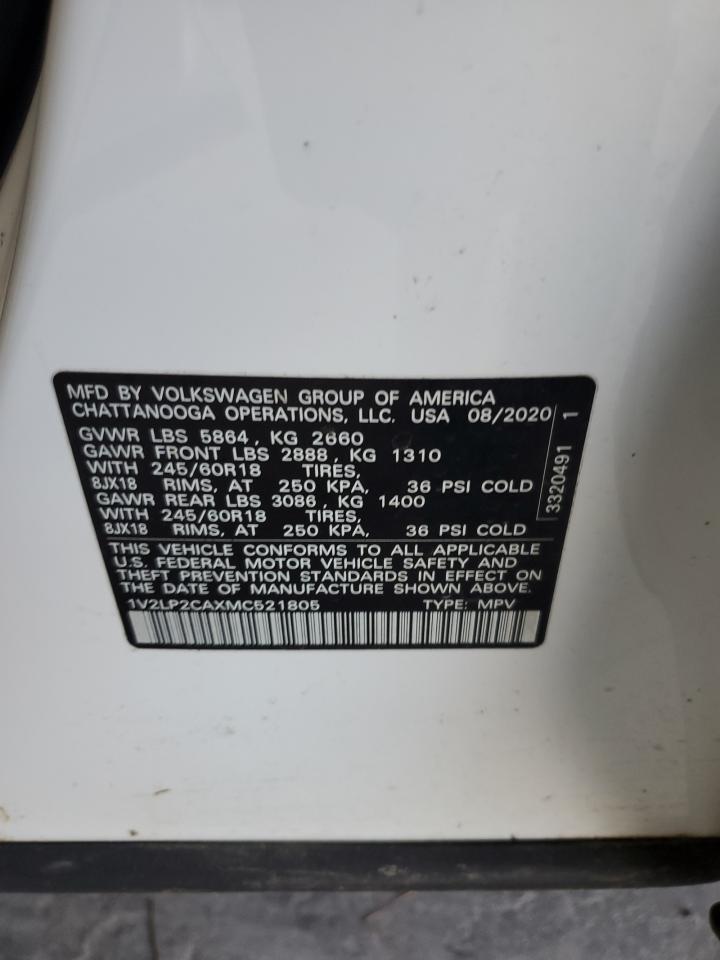 MFD BY VOLKSWAGEN GROUP OF AMERICA
CHATTANOOGA OPERATIONS, LLC. USA 08/2020
GVWR LBS 5864, KG 2660
GAWR FRONT LBS 2888, KG 1310
WITH 245/60R18 TIRES,
8JX18 RIMS, AT 250 KPA, 36 PSI COLD
GAWR REAR LBS 3086, KG 1400
WITH 245/60R18 TIRES,
8JX18 RIMS, AT 250 KPA, 36 PSI COLD
THIS VEHICLE CONFORMS TO ALL APPLICABLE
U.S. FEDERAL MOTOR VEHICLE SAFETY AND
THEFT PREVENTION STANDARDS IN EFFECT ON
THE DATE OF MANUFACTURE SHOWN ABOVE.
1V2LP2CAXMC521805 TYPE: MPV
3320491 1